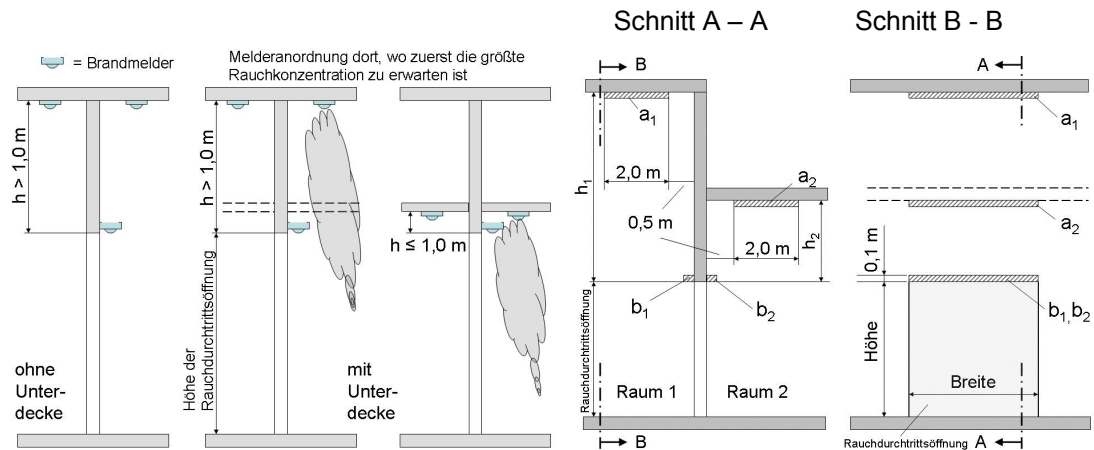 Schnitt A – A
Schnitt B - B
= Brandmelder
Melderanordnung dort, wo zuerst die größte
Rauchkonzentration zu erwarten ist
h > 1,0 m
ohne
Unter-
decke
h > 1,0 m
Höhe der
Rauchdurchtrittsöffnung
h ≤ 1,0 m
mit
Unter-
decke
B
a₁
h₁
2,0 m
a₂
0,5 m
2,0 m
h₂
b₁
b₂
Rauchdurchtrittsöffnung
Raum 1
Raum 2
B
A
a₁
a₂
0,1 m
b₁,b₂
Höhe
Breite
Rauchdurchtrittsöffnung
A